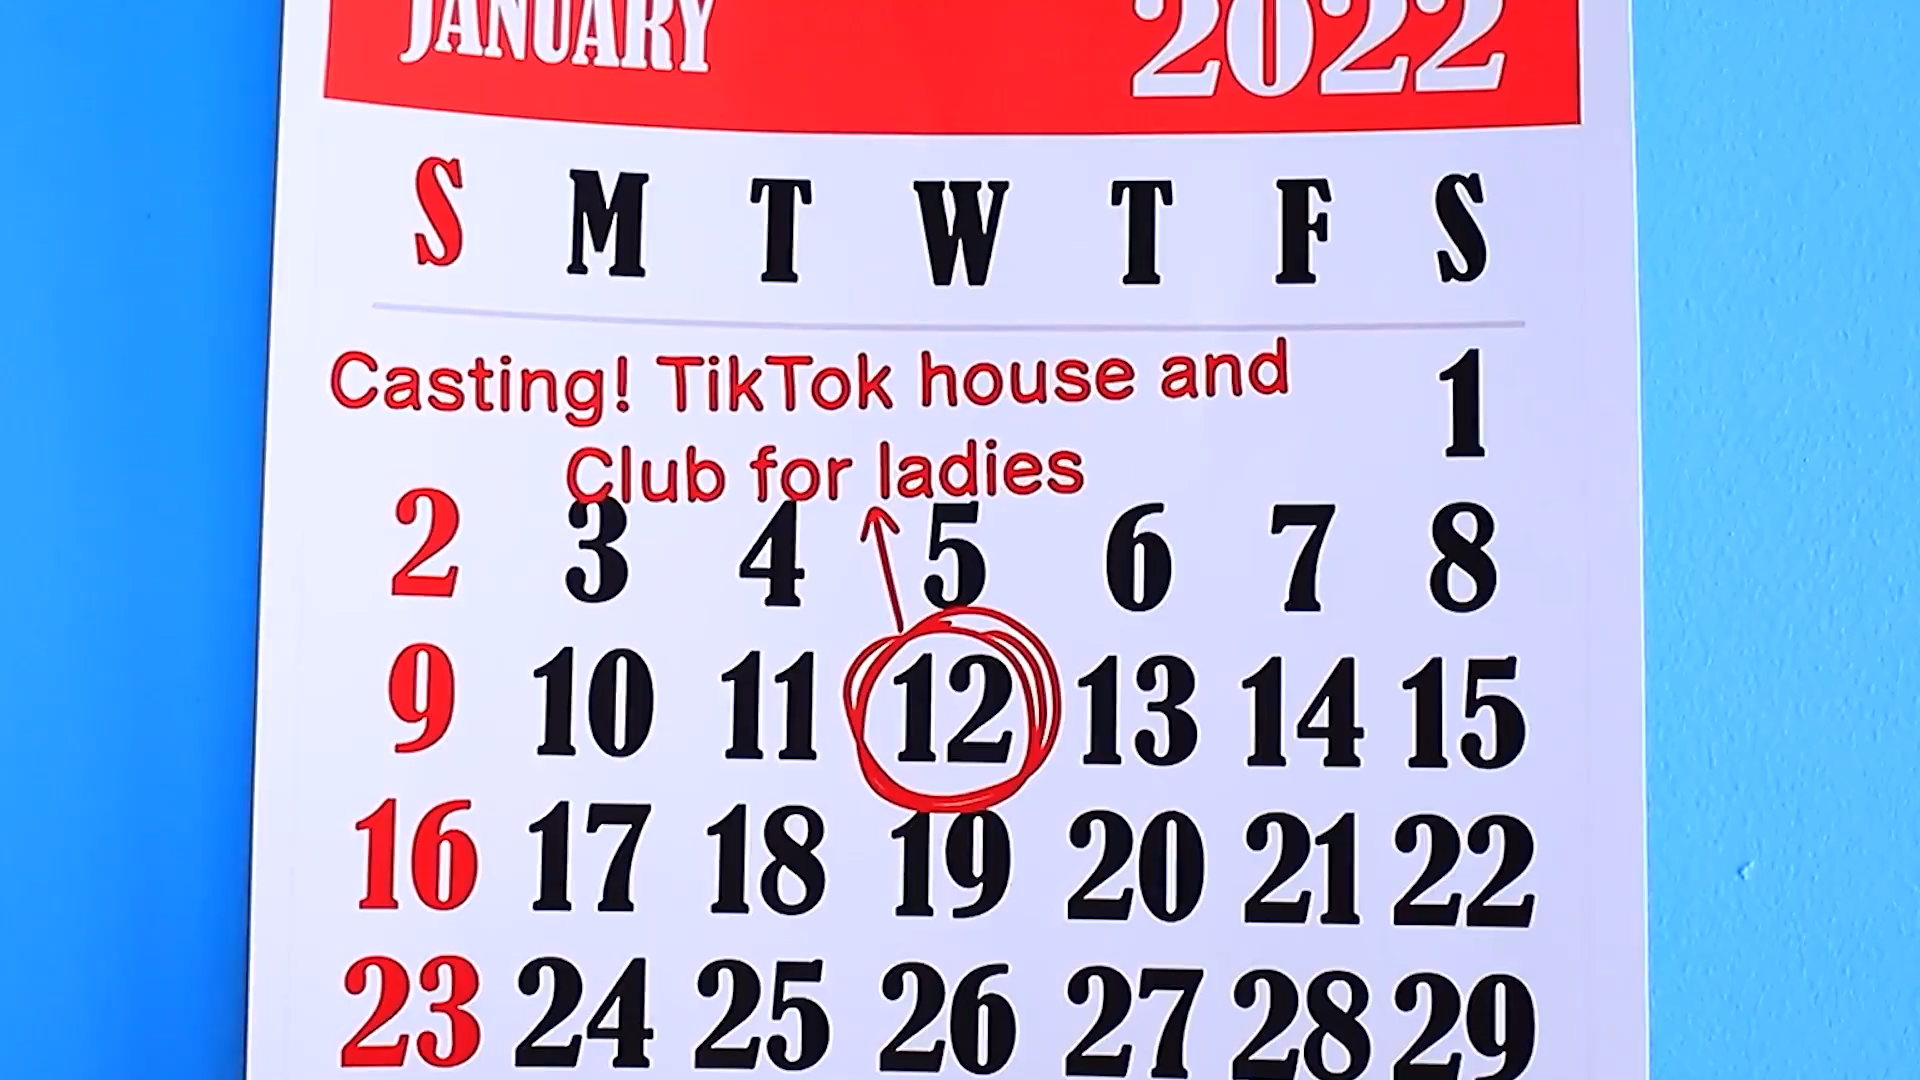 JANUARY 2022
S M T W T F S
Casting! TikTok house and
1
Club for ladies
2 3 4 5 6 7 8
9 10 11 12 13 14 15
16 17 18 19 20 21 22
23 24 25 26 27 28 29